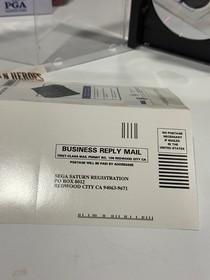 PGA
N HEROES
NO POSTAGE
NECESSARY
IF MAILED
IN THE
UNITED STATES
BUSINESS REPLY MAIL
FIRST-CLASS MAIL PERMIT NO. 106 REDWOOD CITY CA
POSTAGE WILL BE PAID BY ADDRESSEE
SEGA SATURN REGISTRATION
PO BOX 8012
REDWOOD CITY CA 94063-9471